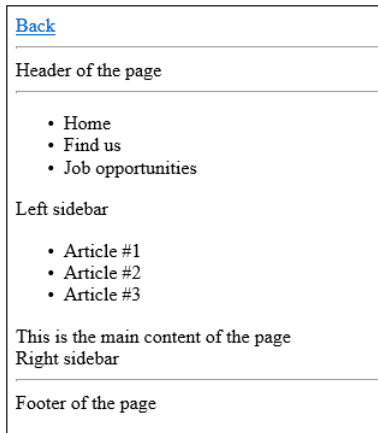 Back
Header of the page
Home
Find us
Job opportunities
Left sidebar
Article #1
Article #2
Article #3
This is the main content of the page
Right sidebar
Footer of the page